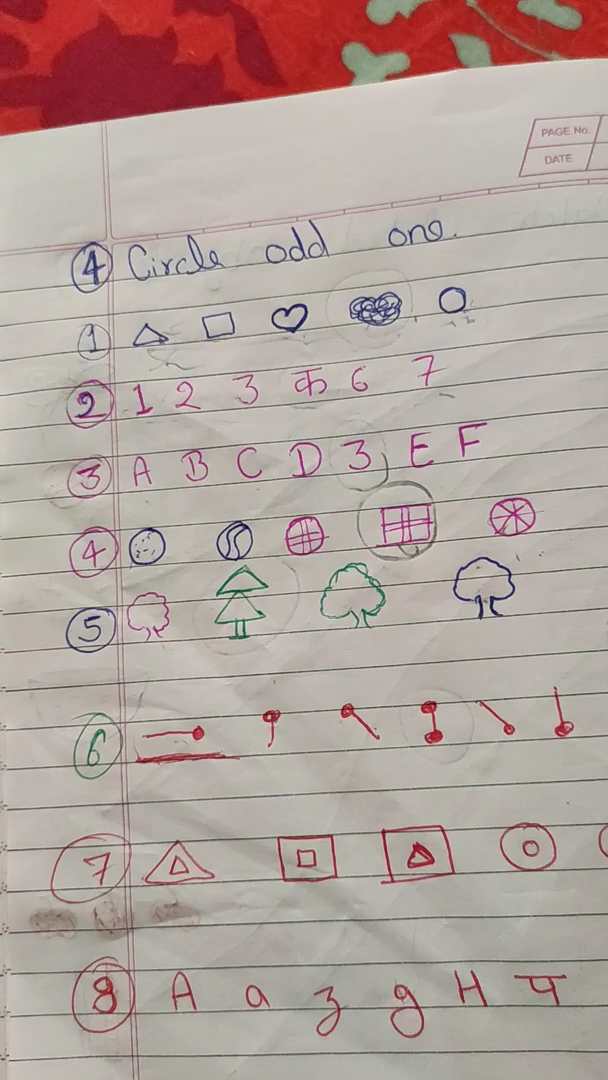 PAGE No.
DATE
4 Circle odd one.
1
2 1 2 3 क 6 7
3 A B C D 3 E F
4
5
6
7
8 A a z g H प